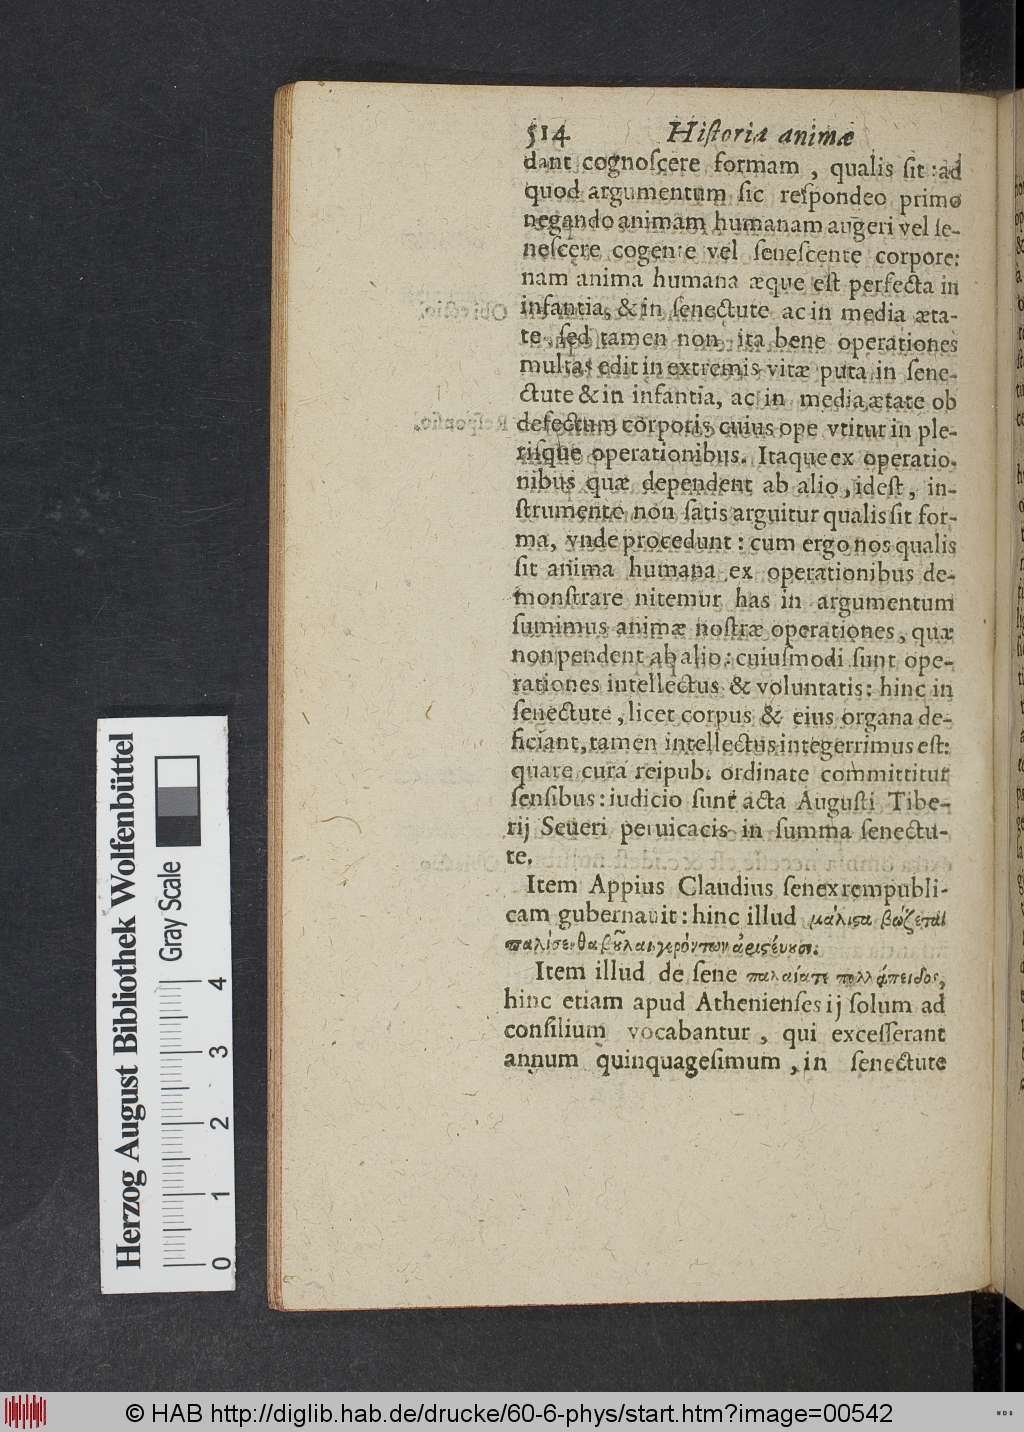 514 Hiſtoria animæ
dant cognoſcere formam, qualis ſit: ad
quod argumentum ſic reſpondeo primo
negando animam humanam augeri vel ſe-
neſcere cogente vel ſeneſcente corpore:
nam anima humana æque eſt perfecta in
infantia, & in ſenectute ac in media æta-
te, ſed tamen non ita bene operationes
multas edit in extremis vitæ puta in ſene-
ctute & in infantia, ac in media ætate ob
defectum corporis cuius ope vtitur in ple-
riſque operationibus. Itaque ex operatio-
nibus quæ dependent ab alio, ideſt, in-
ſtrumento non ſatis arguitur qualis ſit for-
ma, vnde procedunt: cum ergo nos qualis
ſit anima humana ex operationibus de-
monſtrare nitemur has in argumentum
ſumimus animæ noſtræ operationes, quæ
non pendent ab alio: cuiuſmodi ſunt ope-
rationes intellectus & voluntatis: hinc in
ſenectute, licet corpus & eius organa de-
ficiant, tamen intellectus integerrimus eſt:
quare cura reipub. ordinate committitur
ſenſibus: iudicio ſunt acta Auguſti Tibe-
rij Seueri peruicacis in ſumma ſenectu-
te.
Item Appius Claudius ſenex rempubli-
cam gubernauit: hinc illud μάλιςα
Item illud de ſene
hinc etiam apud Athenienſes ij ſolum ad
conſilium vocabantur, qui exceſſerant
annum quinquageſimum, in ſenectute
Herzog August Bibliothek Wolfenbüttel
Gray Scale
0 1 2 3 4
© HAB http://diglib.hab.de/drucke/60-6-phys/start.htm?image=00542